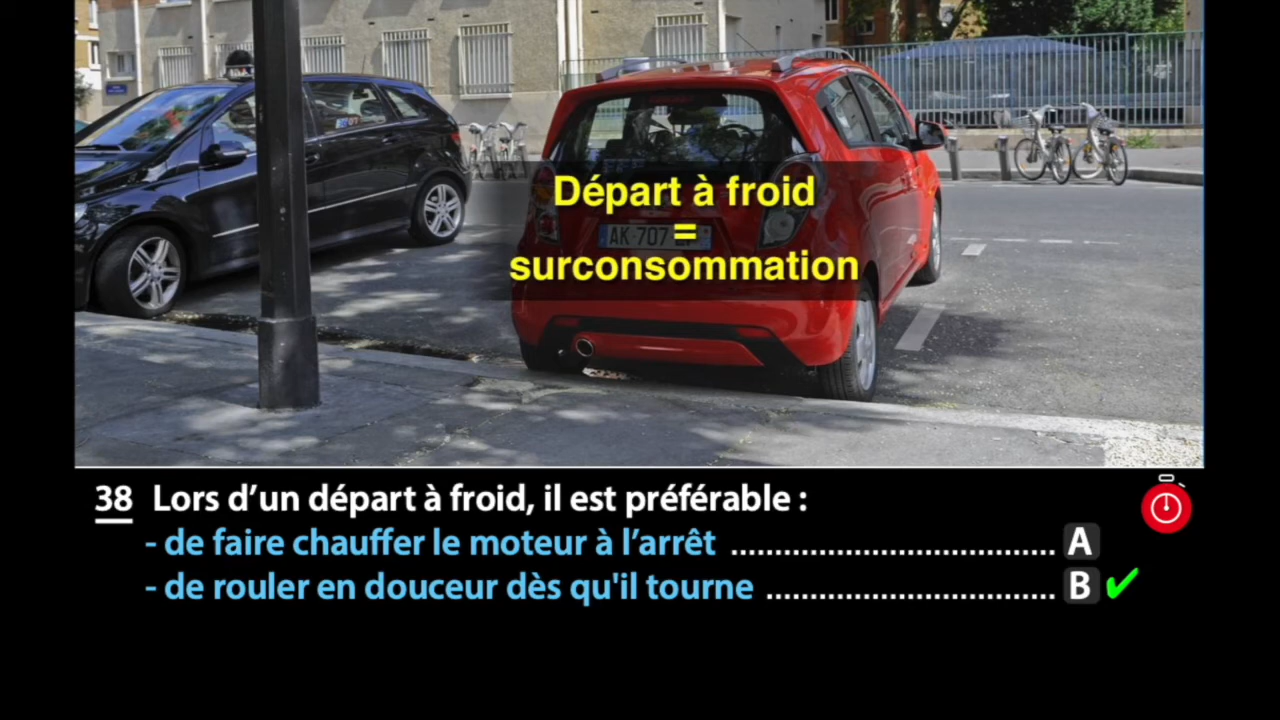 Départ à froid
=
surconsommation
AK 707
38 Lors d’un départ à froid, il est préférable :
- de faire chauffer le moteur à l’arrêt .................................... A
- de rouler en douceur dès qu'il tourne ................................ B ✔